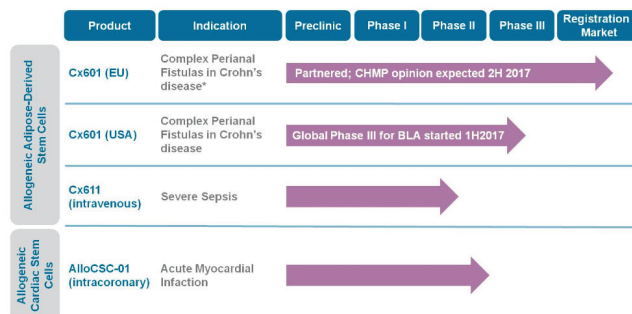 Product
Indication
Preclinic
Phase I
Phase II
Phase III
Registration
Market
Allogeneic Adipose-Derived
Stem Cells
Cx601 (EU)
Complex Perianal
Fistulas in Crohn's
disease*
Partnered; CHMP opinion expected 2H 2017
Cx601 (USA)
Complex Perianal
Fistulas in Crohn's
disease
Global Phase III for BLA started 1H2017
Cx611
(intravenous)
Severe Sepsis
Allogeneic
Cardiac Stem
Cells
AlloCSC-01
(intracoronary)
Acute Myocardial
Infaction